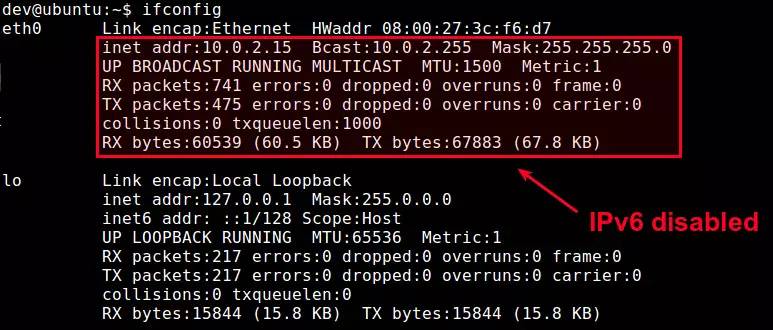 dev@ubuntu:~$ ifconfig
eth0      Link encap:Ethernet  HWaddr 08:00:27:3c:f6:d7
          inet addr:10.0.2.15  Bcast:10.0.2.255  Mask:255.255.255.0
          UP BROADCAST RUNNING MULTICAST  MTU:1500  Metric:1
          RX packets:741 errors:0 dropped:0 overruns:0 frame:0
          TX packets:475 errors:0 dropped:0 overruns:0 carrier:0
          collisions:0 txqueuelen:1000
          RX bytes:60539 (60.5 KB)  TX bytes:67883 (67.8 KB)
lo        Link encap:Local Loopback
          inet addr:127.0.0.1  Mask:255.0.0.0
          inet6 addr: ::1/128 Scope:Host
IPv6 disabled
          UP LOOPBACK RUNNING  MTU:65536  Metric:1
          RX packets:217 errors:0 dropped:0 overruns:0 frame:0
          TX packets:217 errors:0 dropped:0 overruns:0 carrier:0
          collisions:0 txqueuelen:0
          RX bytes:15844 (15.8 KB)  TX bytes:15844 (15.8 KB)